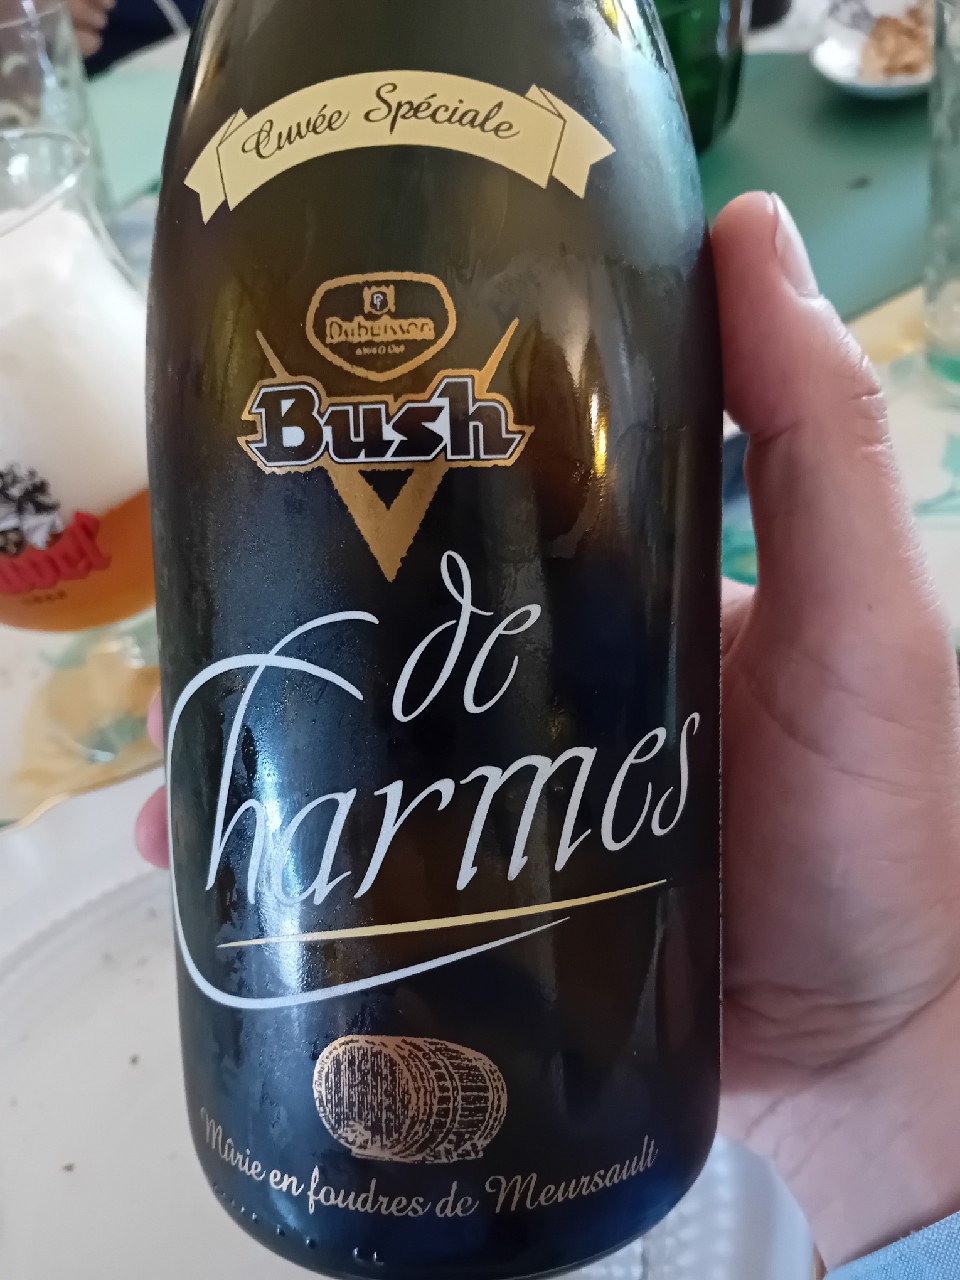 Cuvée Spéciale
Dubuisson
Bush
de
Charmes
Mûrie en foudres de Meursault